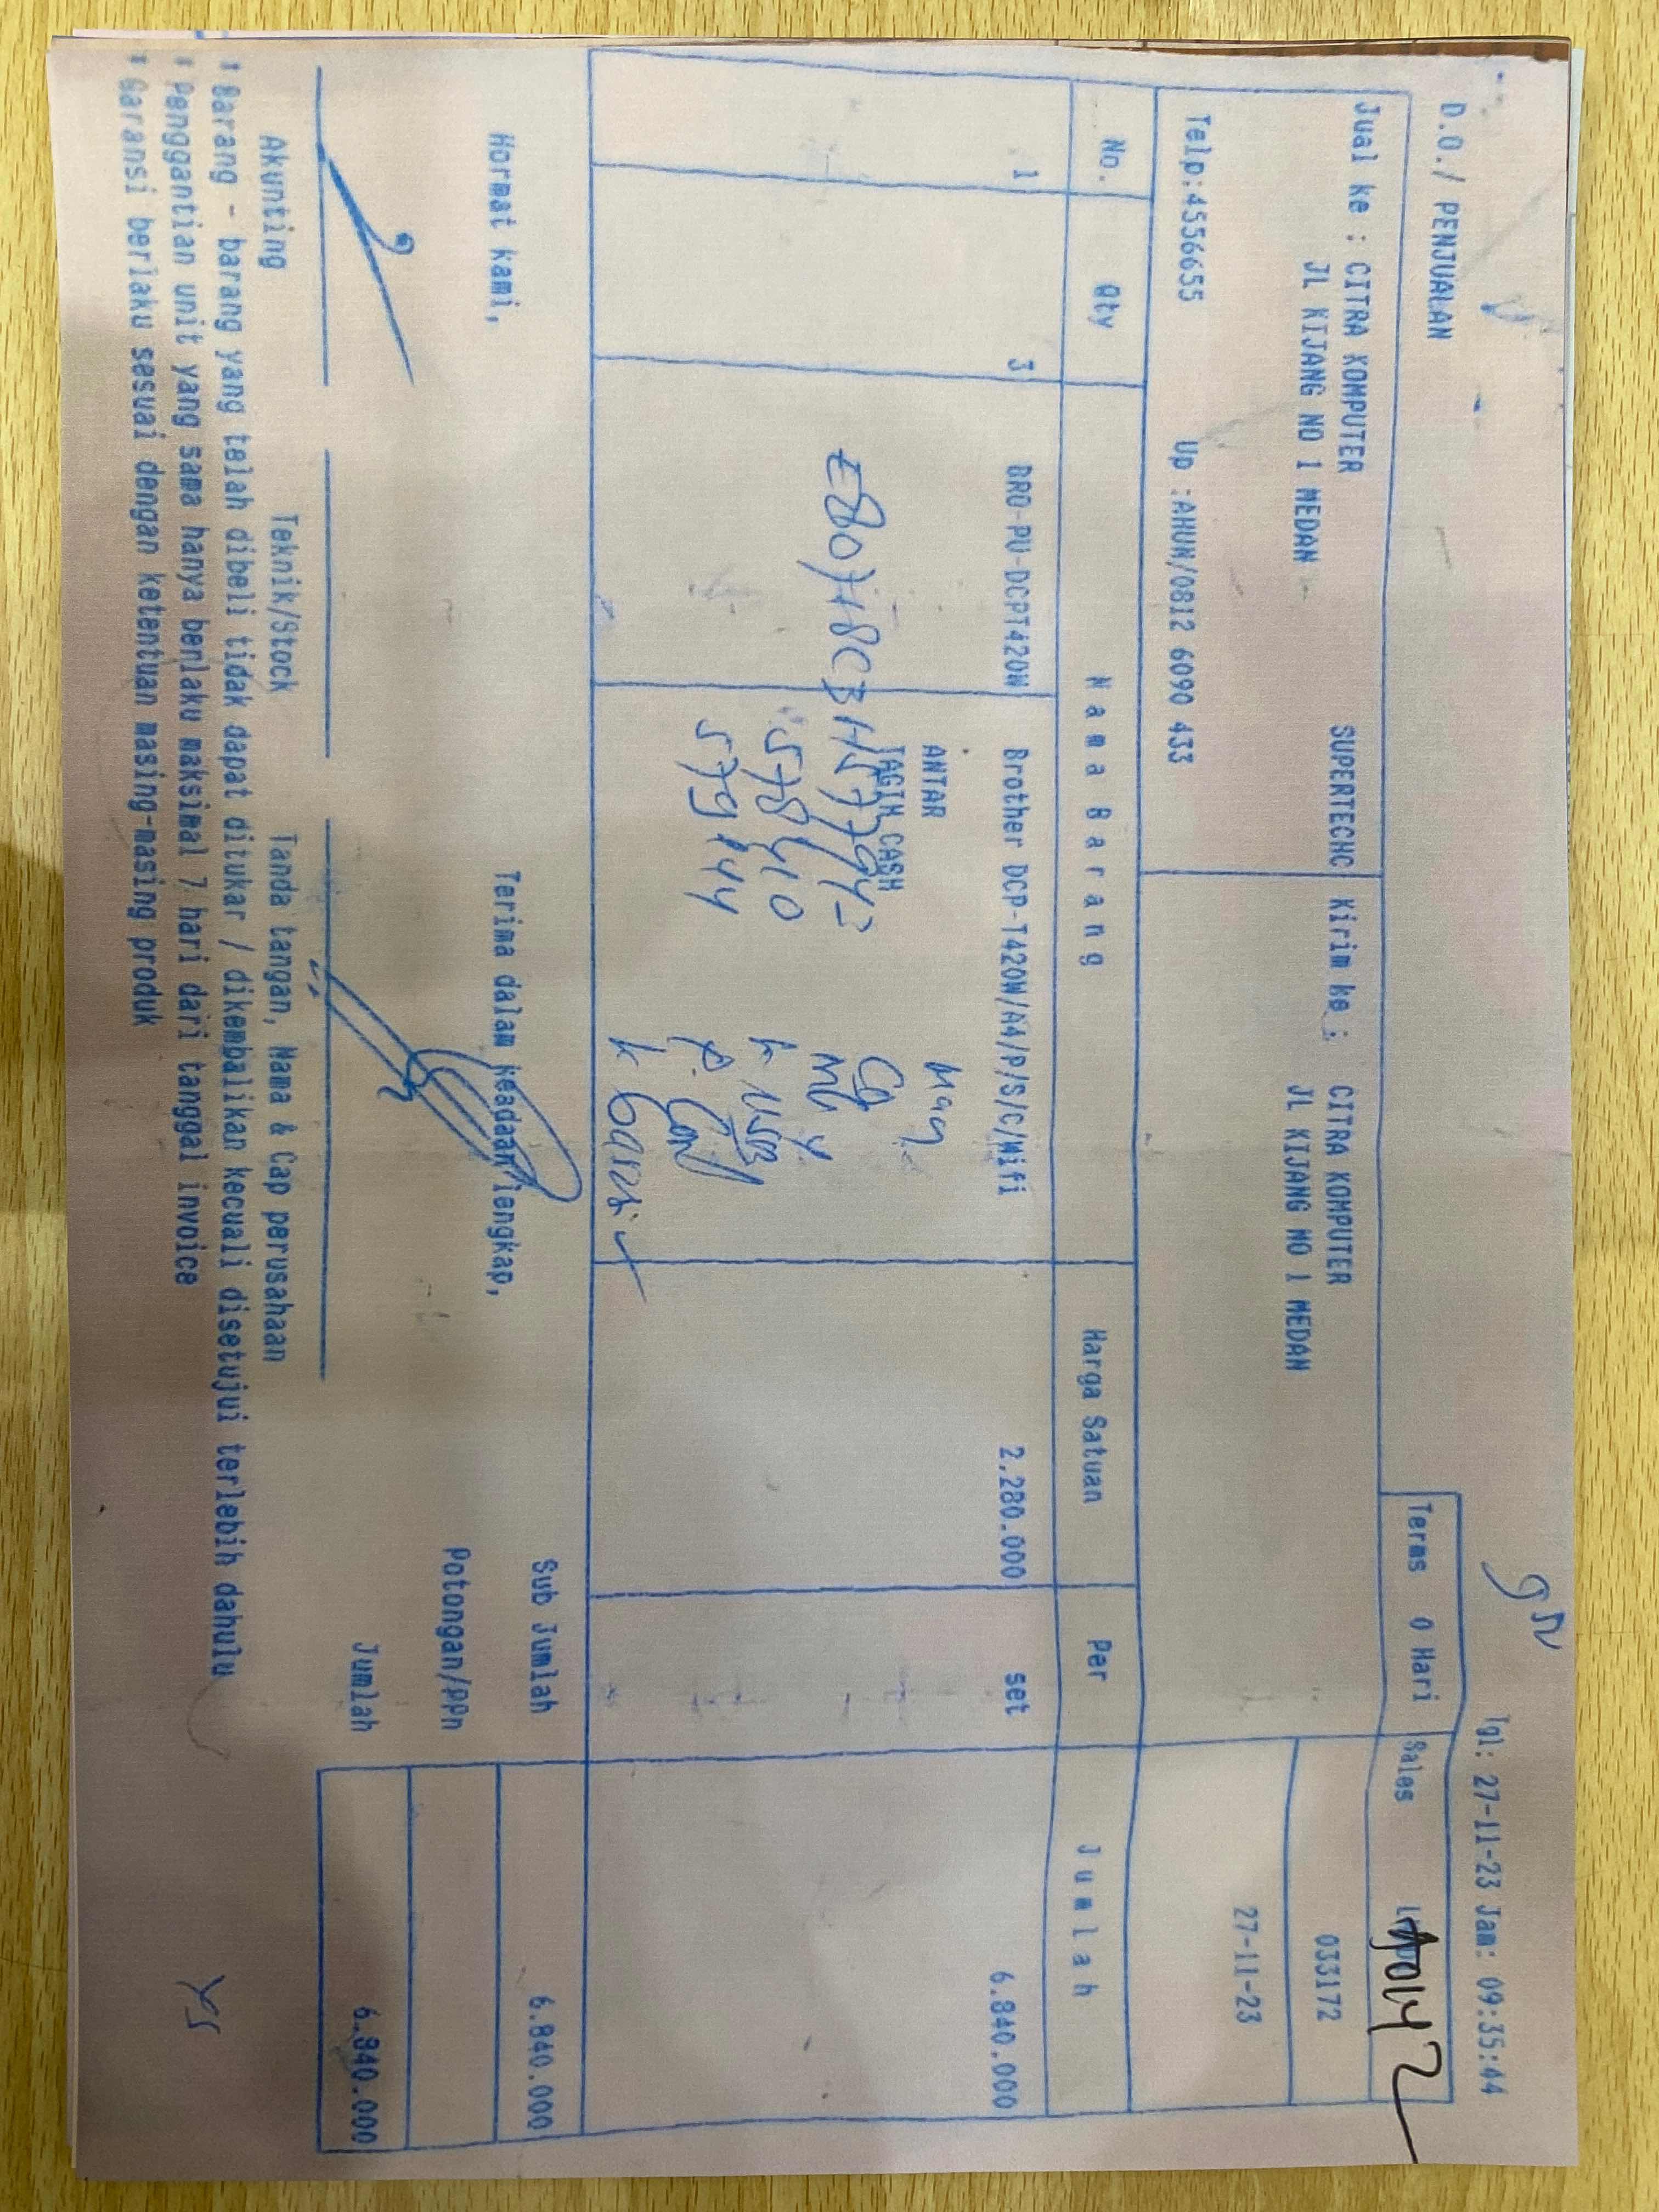 Tgl: 27-11-23 Jam: 09:35:44
D.O./ PENJUALAN
Terms 0 Hari Sales
Jual ke : CITRA KOMPUTER SUPERTECHC Kirim ke : CITRA KOMPUTER 033172
JL KIJANG NO 1 MEDAN JL KIJANG NO 1 MEDAN
27-11-23
Telp:4556655 Up :AHUN/0812 6090 433
No. Qty Nama Barang Harga Satuan Per Jumlah
1 3 BRO-PU-DCPT420W Brother DCP-T420W/A4/P/S/C/Wifi 2.280.000 set 6.840.000
ANTAR
TAGIH CASH
Sub Jumlah 6.840.000
Hormat kami, Terima dalam keadaan lengkap,
Potongan/PPn
Jumlah 6.840.000
Akunting Teknik/Stock Tanda tangan, Nama & Cap perusahaan
* Barang - barang yang telah dibeli tidak dapat ditukar / dikembalikan kecuali disetujui terlebih dahulu
* Penggantian unit yang sama hanya berlaku maksimal 7 hari dari tanggal invoice
* Garansi berlaku sesuai dengan ketentuan masing-masing produk